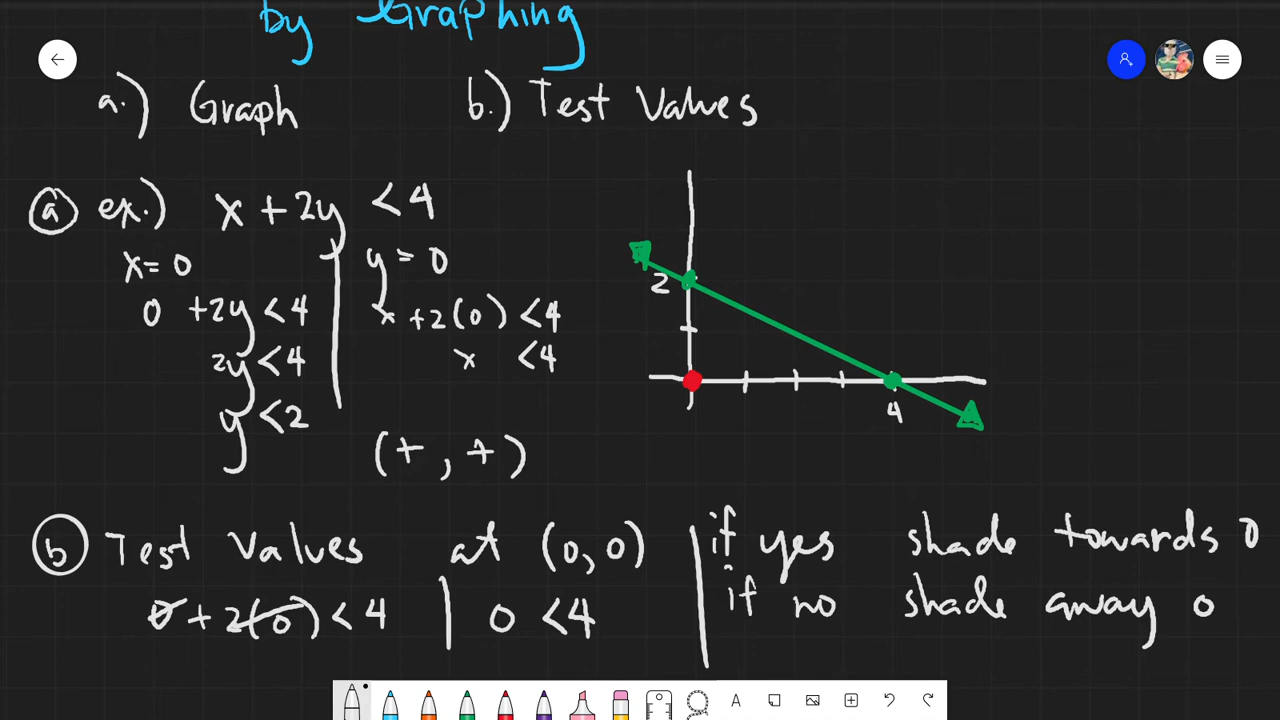 by Graphing
a.) Graph
b.) Test Values
a ex.) x + 2y < 4
x = 0
0 + 2y < 4
2y < 4
y < 2
y = 0
x + 2(0) < 4
x < 4
(+, +)
2
4
b Test Values at (0, 0)
0 + 2(0) < 4 | 0 < 4
if yes shade towards 0
if no shade away 0
A